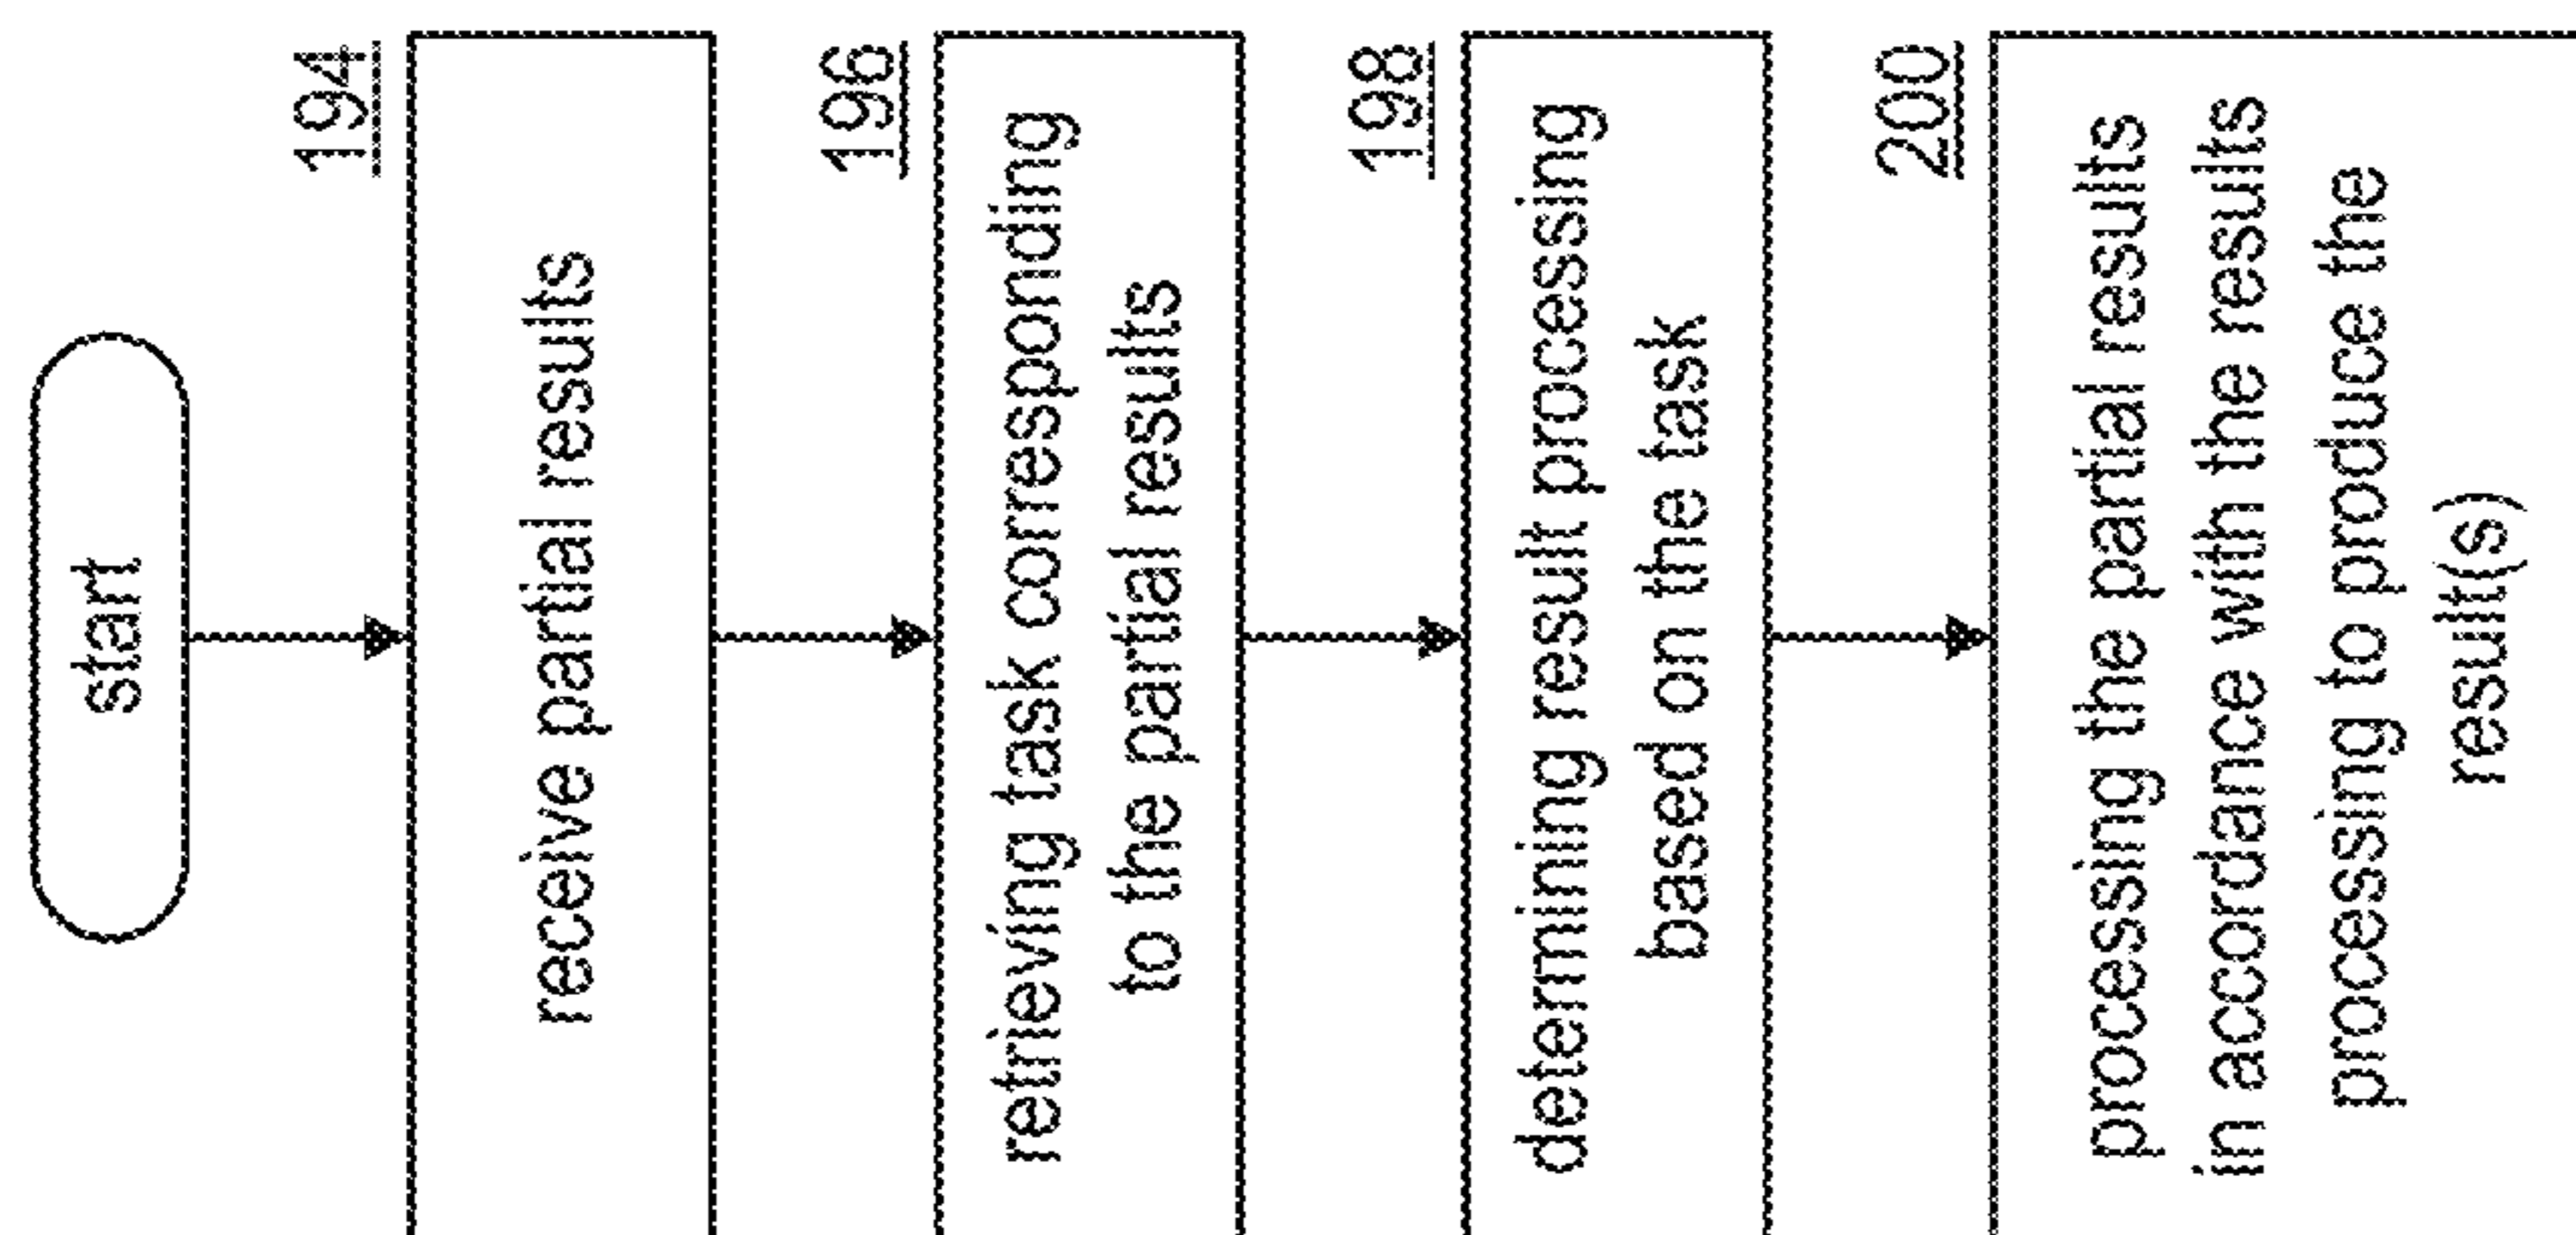 start
194
receive partial results
196
retrieving task corresponding
to the partial results
198
determining result processing
based on the task
200
processing the partial results
in accordance with the results
processing to produce the
result(s)